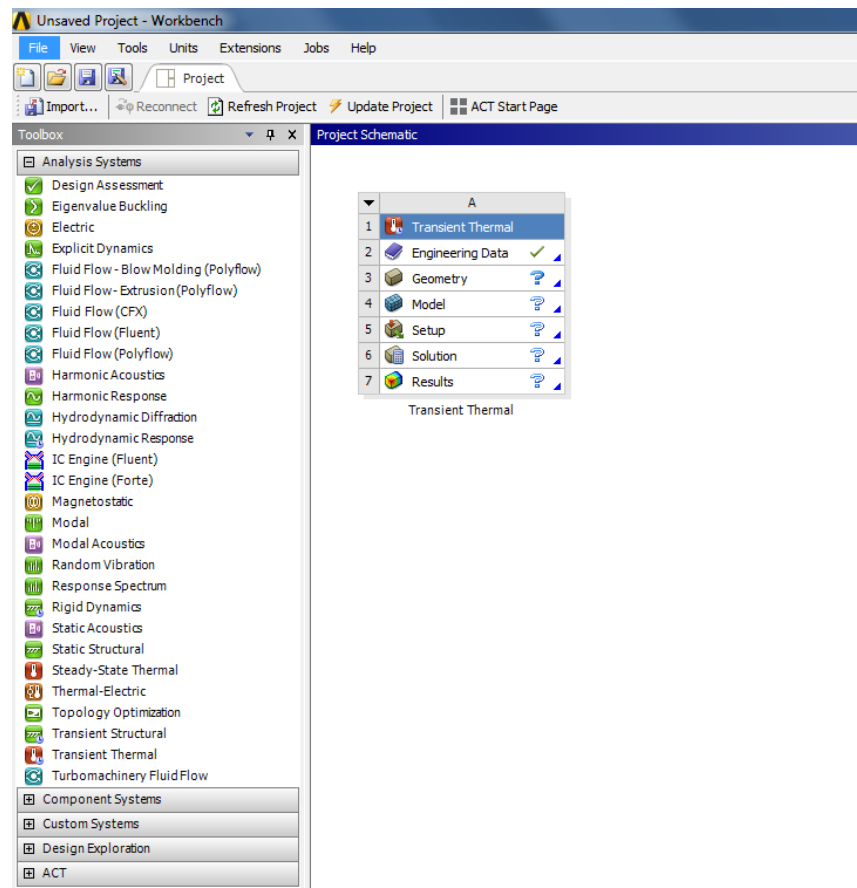 Unsaved Project - Workbench
File View Tools Units Extensions Jobs Help
Project
Import... Reconnect Refresh Project Update Project ACT Start Page
Toolbox
Project Schematic
Analysis Systems
Design Assessment
Eigenvalue Buckling
Electric
Explicit Dynamics
Fluid Flow - Blow Molding (Polyflow)
Fluid Flow - Extrusion (Polyflow)
Fluid Flow (CFX)
Fluid Flow (Fluent)
Fluid Flow (Polyflow)
Harmonic Acoustics
Harmonic Response
Hydrodynamic Diffraction
Hydrodynamic Response
IC Engine (Fluent)
IC Engine (Forte)
Magnetostatic
Modal
Modal Acoustics
Random Vibration
Response Spectrum
Rigid Dynamics
Static Acoustics
Static Structural
Steady-State Thermal
Thermal-Electric
Topology Optimization
Transient Structural
Transient Thermal
Turbomachinery Fluid Flow
Component Systems
Custom Systems
Design Exploration
ACT
A
1 Transient Thermal
2 Engineering Data
3 Geometry
4 Model
5 Setup
6 Solution
7 Results
Transient Thermal